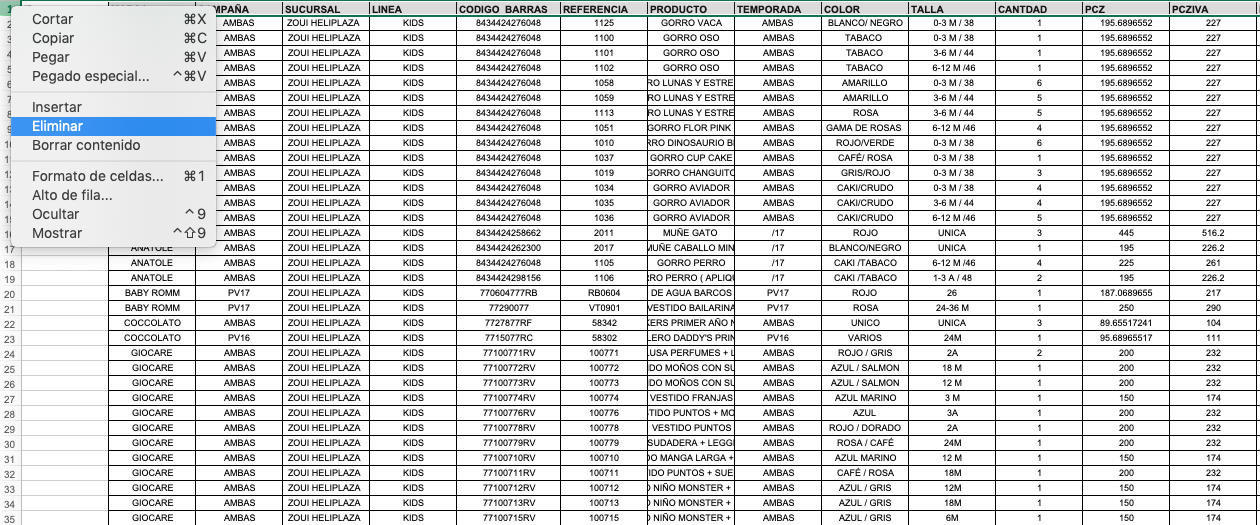 Cortar ⌘X
Copiar ⌘C
Pegar ⌘V
Pegado especial... ^⌘V
Insertar
Eliminar
Borrar contenido
Formato de celdas... ⌘1
Alto de fila...
Ocultar ^9
Mostrar ^⇧9
MPAÑA SUCURSAL LINEA CODIGO BARRAS REFERENCIA PRODUCTO TEMPORADA COLOR TALLA CANTDAD PCZ PCZIVA
AMBAS ZOUI HELIPLAZA KIDS 8434424276048 1125 GORRO VACA AMBAS BLANCO/ NEGRO 0-3 M / 38 1 195.6896552 227
AMBAS ZOUI HELIPLAZA KIDS 8434424276048 1100 GORRO OSO AMBAS TABACO 0-3 M / 38 1 195.6896552 227
AMBAS ZOUI HELIPLAZA KIDS 8434424276048 1101 GORRO OSO AMBAS TABACO 3-6 M / 44 1 195.6896552 227
AMBAS ZOUI HELIPLAZA KIDS 8434424276048 1102 GORRO OSO AMBAS TABACO 6-12 M /46 1 195.6896552 227
AMBAS ZOUI HELIPLAZA KIDS 8434424276048 1058 RO LUNAS Y ESTRE AMBAS AMARILLO 0-3 M / 38 6 195.6896552 227
AMBAS ZOUI HELIPLAZA KIDS 8434424276048 1059 RO LUNAS Y ESTRE AMBAS AMARILLO 3-6 M / 44 5 195.6896552 227
AMBAS ZOUI HELIPLAZA KIDS 8434424276048 1113 RO LUNAS Y ESTRE AMBAS ROSA 3-6 M / 44 5 195.6896552 227
AMBAS ZOUI HELIPLAZA KIDS 8434424276048 1051 GORRO FLOR PINK AMBAS GAMA DE ROSAS 6-12 M /46 4 195.6896552 227
AMBAS ZOUI HELIPLAZA KIDS 8434424276048 1010 RRO DINOSAURIO B AMBAS ROJO/VERDE 0-3 M / 38 6 195.6896552 227
AMBAS ZOUI HELIPLAZA KIDS 8434424276048 1037 GORRO CUP CAKE AMBAS CAFÉ/ ROSA 0-3 M / 38 1 195.6896552 227
AMBAS ZOUI HELIPLAZA KIDS 8434424276048 1019 GORRO CHANGUITO AMBAS GRIS/ROJO 0-3 M / 38 3 195.6896552 227
AMBAS ZOUI HELIPLAZA KIDS 8434424276048 1034 GORRO AVIADOR AMBAS CAKI/CRUDO 0-3 M / 38 4 195.6896552 227
AMBAS ZOUI HELIPLAZA KIDS 8434424276048 1035 GORRO AVIADOR AMBAS CAKI/CRUDO 3-6 M / 44 4 195.6896552 227
AMBAS ZOUI HELIPLAZA KIDS 8434424276048 1036 GORRO AVIADOR AMBAS CAKI/CRUDO 6-12 M /46 5 195.6896552 227
AMBAS ZOUI HELIPLAZA KIDS 8434424258662 2011 MUÑE GATO /17 ROJO UNICA 3 445 516.2
17 ANATOLE AMBAS ZOUI HELIPLAZA KIDS 8434424262300 2017 MUÑE CABALLO MIN /17 BLANCO/NEGRO UNICA 1 195 226.2
18 ANATOLE AMBAS ZOUI HELIPLAZA KIDS 8434424276048 1105 GORRO PERRO /17 CAKI /TABACO 6-12 M /46 4 225 261
19 ANATOLE AMBAS ZOUI HELIPLAZA KIDS 8434424298156 1106 RRO PERRO ( APLIQ /17 CAKI /TABACO 1-3 A / 48 2 195 226.2
20 BABY ROMM PV17 ZOUI HELIPLAZA KIDS 770604777RB RB0604 DE AGUA BARCOS PV17 ROJO 26 1 187.0689655 217
21 BABY ROMM PV17 ZOUI HELIPLAZA KIDS 77290077 VT0901 VESTIDO BAILARINA PV17 ROSA 24-36 M 1 250 290
22 COCCOLATO AMBAS ZOUI HELIPLAZA KIDS 7727877RF 58342 KERS PRIMER AÑO N AMBAS UNICO UNICA 3 89.65517241 104
23 COCCOLATO PV16 ZOUI HELIPLAZA KIDS 7715077RC 58302 LERO DADDY'S PRIN PV16 VARIOS 24M 1 95.68965517 111
24 GIOCARE AMBAS ZOUI HELIPLAZA KIDS 77100771RV 100771 LUSA PERFUMES + L AMBAS ROJO / GRIS 2A 2 200 232
25 GIOCARE AMBAS ZOUI HELIPLAZA KIDS 77100772RV 100772 DO MOÑOS CON SU AMBAS AZUL / SALMON 18 M 1 200 232
26 GIOCARE AMBAS ZOUI HELIPLAZA KIDS 77100773RV 100773 DO MOÑOS CON SU AMBAS AZUL / SALMON 12 M 1 200 232
27 GIOCARE AMBAS ZOUI HELIPLAZA KIDS 77100774RV 100774 VESTIDO FRANJAS AMBAS AZUL MARINO 3 M 1 150 174
28 GIOCARE AMBAS ZOUI HELIPLAZA KIDS 77100776RV 100776 TIDO PUNTOS + MO AMBAS AZUL 3A 1 200 232
29 GIOCARE AMBAS ZOUI HELIPLAZA KIDS 77100778RV 100778 VESTIDO PUNTOS AMBAS ROJO / DORADO 2A 1 200 232
30 GIOCARE AMBAS ZOUI HELIPLAZA KIDS 77100779RV 100779 SUDADERA + LEGGI AMBAS ROSA / CAFÉ 24M 1 200 232
31 GIOCARE AMBAS ZOUI HELIPLAZA KIDS 77100710RV 100710 DO MANGA LARGA + AMBAS AZUL MARINO 12 M 1 150 174
32 GIOCARE AMBAS ZOUI HELIPLAZA KIDS 77100711RV 100711 IDO PUNTOS + SUE AMBAS CAFÉ / ROSA 18M 1 200 232
33 GIOCARE AMBAS ZOUI HELIPLAZA KIDS 77100712RV 100712 O NIÑO MONSTER + AMBAS AZUL / GRIS 12M 1 150 174
34 GIOCARE AMBAS ZOUI HELIPLAZA KIDS 77100713RV 100713 O NIÑO MONSTER + AMBAS AZUL / GRIS 18M 1 150 174
35 GIOCARE AMBAS ZOUI HELIPLAZA KIDS 77100715RV 100715 O NIÑO MONSTER + AMBAS AZUL / GRIS 6M 1 150 174